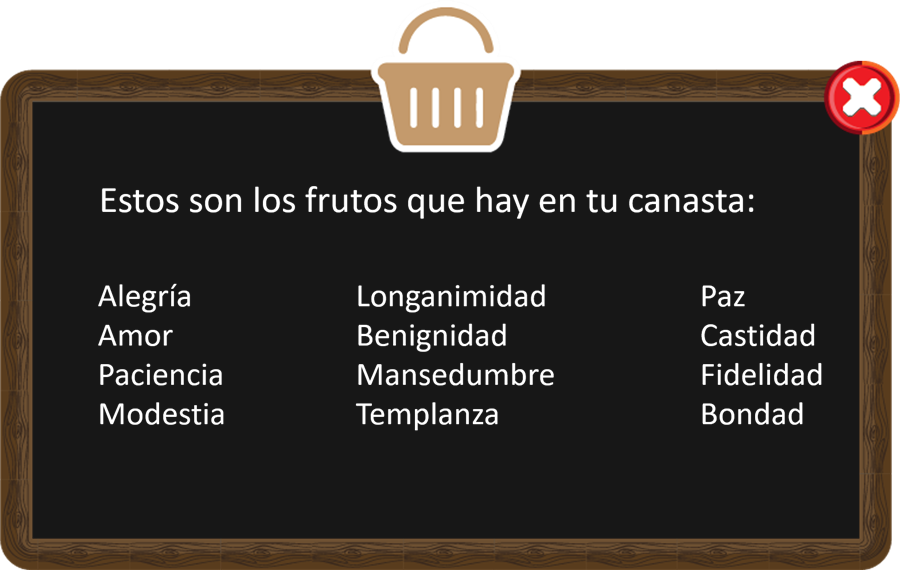 Estos son los frutos que hay en tu canasta:
Alegría
Amor
Paciencia
Modestia
Longanimidad
Benignidad
Mansedumbre
Templanza
Paz
Castidad
Fidelidad
Bondad